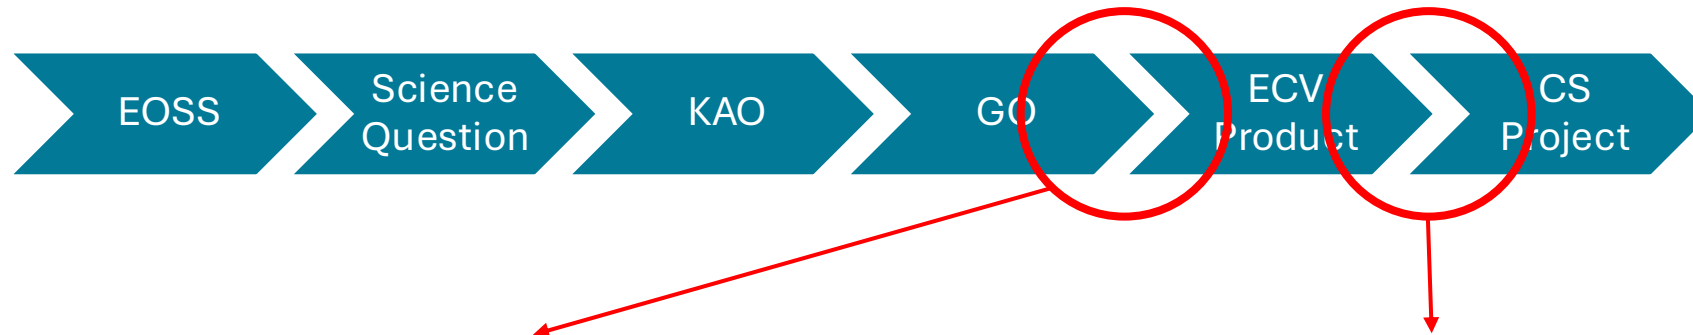 EOSS
Science
Question
KAO
GO
ECV
Product
CS
Project